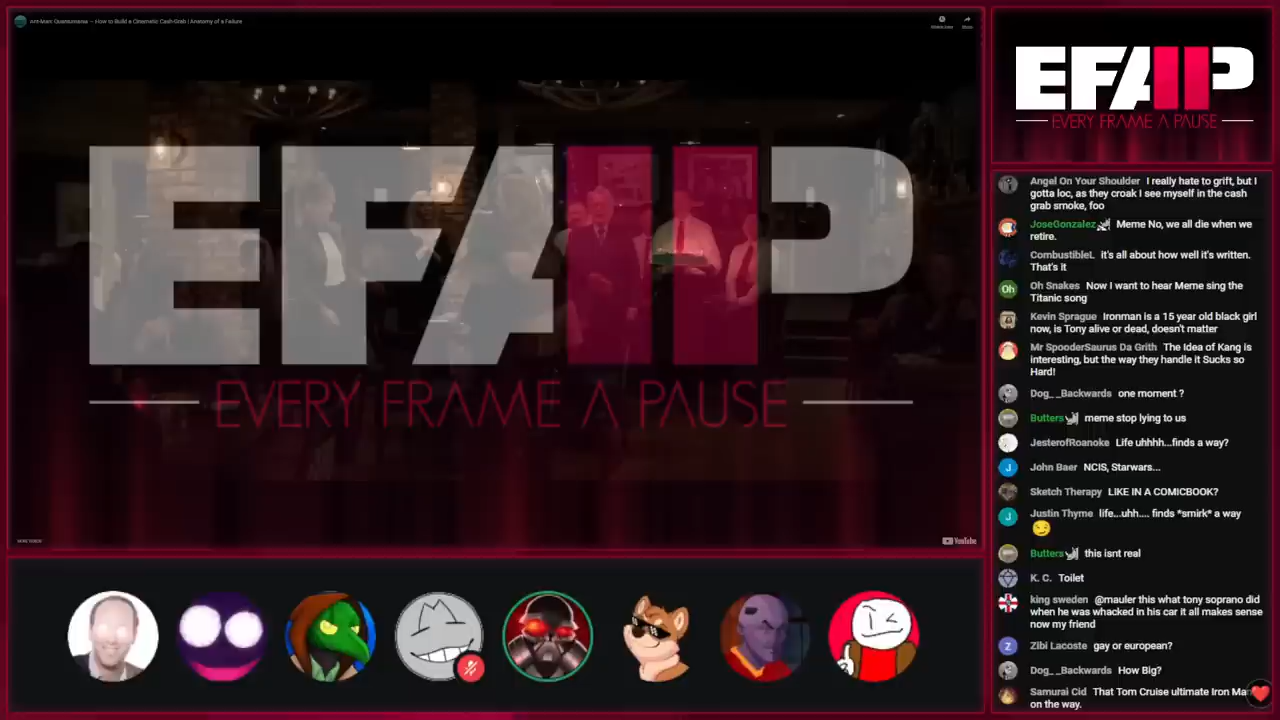 Ant-Man: Quantumania – How to Build a Cinematic Cash-Grab | Anatomy of a Failure
Watch later
Share
EFAP
EVERY FRAME A PAUSE
MORE VIDEOS
YouTube
EFAP
EVERY FRAME A PAUSE
Angel On Your Shoulder I really hate to grift, but I
gotta loc, as they croak I see myself in the cash
grab smoke, foo
JoseGonzalez Meme No, we all die when we
retire.
CombustibleL it's all about how well it's written.
That's it
Oh
Oh Snakes Now I want to hear Meme sing the
Titanic song
Kevin Sprague Ironman is a 15 year old black girl
now, is Tony alive or dead, doesn't matter
Mr SpooderSaurus Da Grith The Idea of Kang is
interesting, but the way they handle it Sucks so
Hard!
Dog_ _Backwards one moment ?
Butters meme stop lying to us
JesterofRoanoke Life uhhhh...finds a way?
J
John Baer NCIS, Starwars...
Sketch Therapy LIKE IN A COMICBOOK?
J
Justin Thyme life...uhh.... finds *smirk* a way
😏
Butters this isnt real
K. C. Toilet
king sweden @mauler this what tony soprano did
when he was whacked in his car it all makes sense
now my friend
Z
Zibi Lacoste gay or european?
Dog_ _Backwards How Big?
Samurai Cid That Tom Cruise ultimate Iron Ma
on the way.